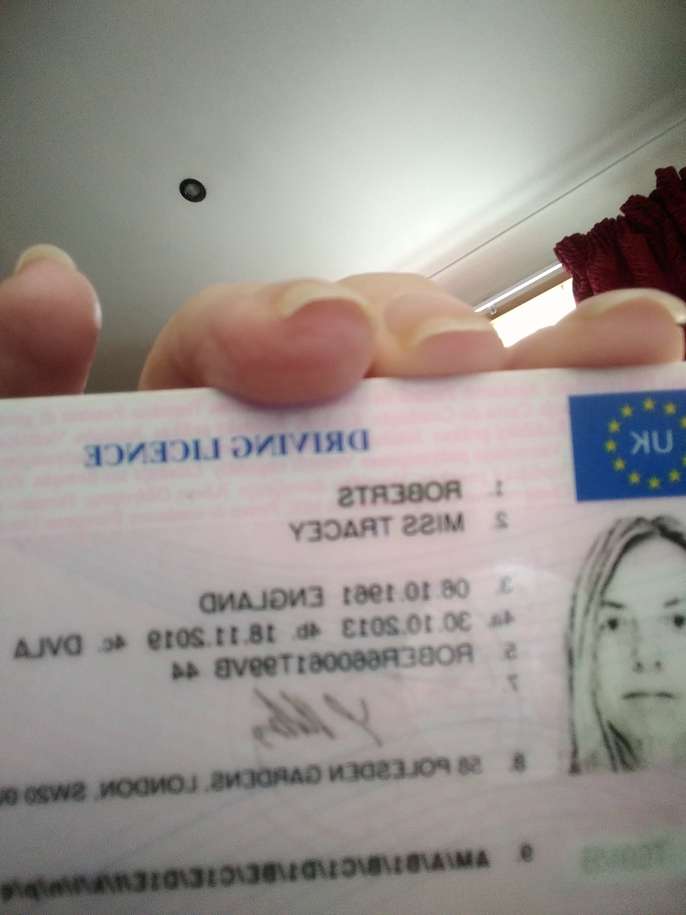 UK
DRIVING LICENCE
1. ROBERTS
2. MISS TRACEY
3. 06.10.1961 ENGLAND
4a. 30.10.2013 4b. 18.11.2019 4c. DVLA
5. ROBER660061T99VB 44
7.
8. 58 POLESDEN GARDENS, LONDON, SW20
9. AM/A/B1/B/C1/D1/BE/C1E/D1E/f/k/l/n/p/